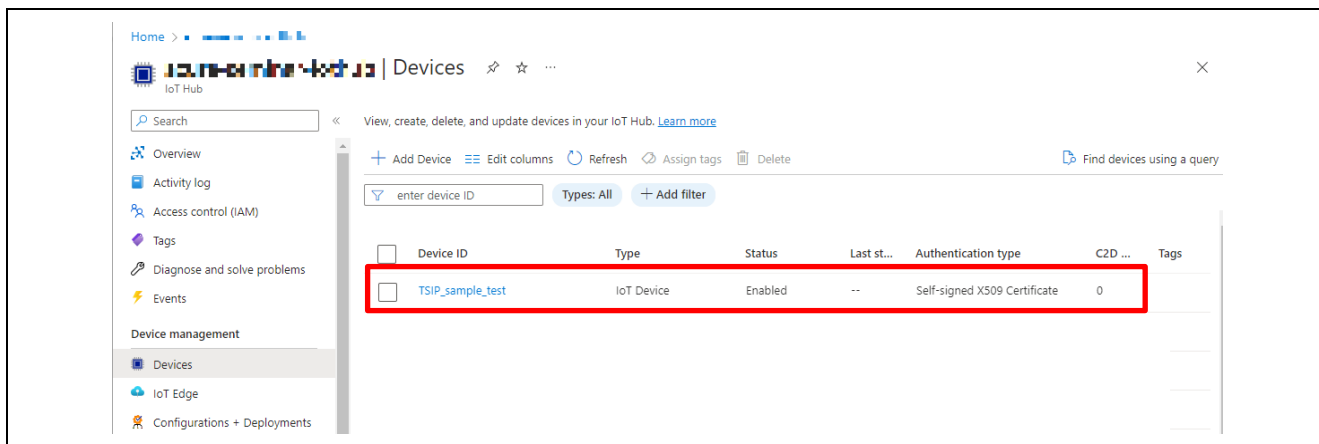 Home >
| Devices
IoT Hub
Search
View, create, delete, and update devices in your IoT Hub. Learn more
Overview
Add Device Edit columns Refresh Assign tags Delete Find devices using a query
Activity log
enter device ID Types: All Add filter
Access control (IAM)
Tags
Device ID Type Status Last st... Authentication type C2D ... Tags
Diagnose and solve problems
TSIP_sample_test IoT Device Enabled -- Self-signed X509 Certificate 0
Events
Device management
Devices
IoT Edge
Configurations + Deployments